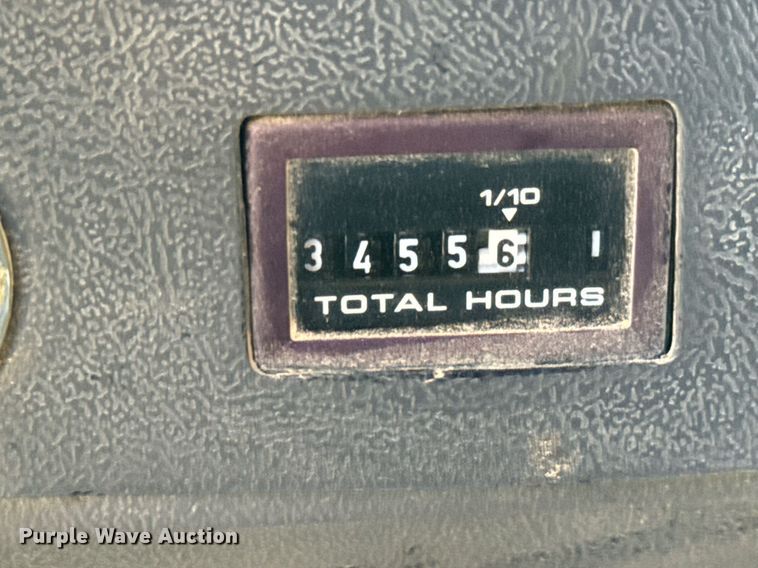 1/10
3 4 5 5 6
TOTAL HOURS
Purple Wave Auction